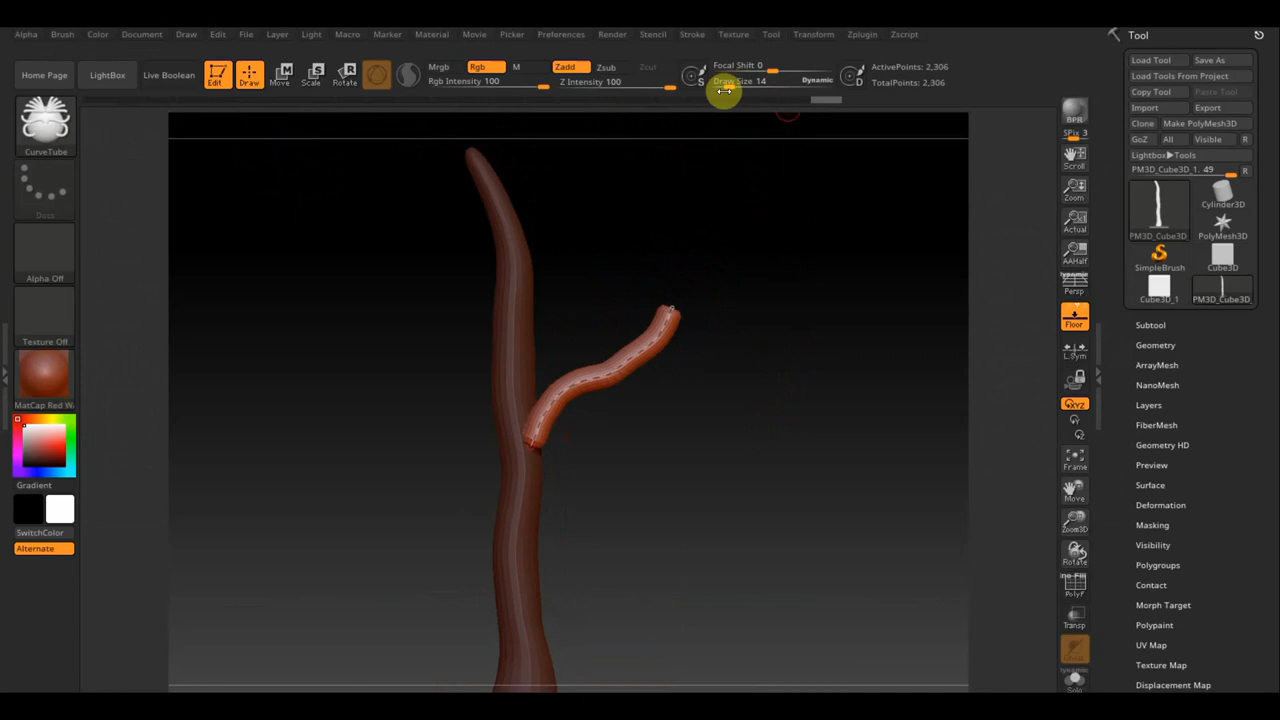 Alpha Brush Color Document Draw Edit File Layer Light Macro Marker Material Movie Picker Preferences Render Stencil Stroke Texture Tool Transform Zplugin Zscript
Tool
Home Page
LightBox
Live Boolean
Edit
Draw
Move
Scale
Rotate
Mrgb Rgb M
Rgb Intensity 100
Zadd Zsub Zcut
Z Intensity 100
S
Focal Shift 0
Draw Size 14
Dynamic
D
ActivePoints: 2,306
TotalPoints: 2,306
CurveTube
Dots
Alpha Off
Texture Off
MatCap Red W
Gradient
SwitchColor
Alternate
BPR
SPix 3
Scroll
Zoom
Actual
AAHalf
Dynamic
Persp
Floor
L.Sym
XYZ
Y
Z
Frame
Move
Zoom3D
Rotate
PolyF
Transp
Solo
Load Tool Save As
Load Tools From Project
Copy Tool Paste Tool
Import Export
Clone Make PolyMesh3D
GoZ All Visible R
Lightbox▶Tools
PM3D_Cube3D_1. 49 R
PM3D_Cube3D_
Cylinder3D
PolyMesh3D
SimpleBrush Cube3D
Cube3D_1 PM3D_Cube3D_
Subtool
Geometry
ArrayMesh
NanoMesh
Layers
FiberMesh
Geometry HD
Preview
Surface
Deformation
Masking
Visibility
Polygroups
Contact
Morph Target
Polypaint
UV Map
Texture Map
Displacement Map